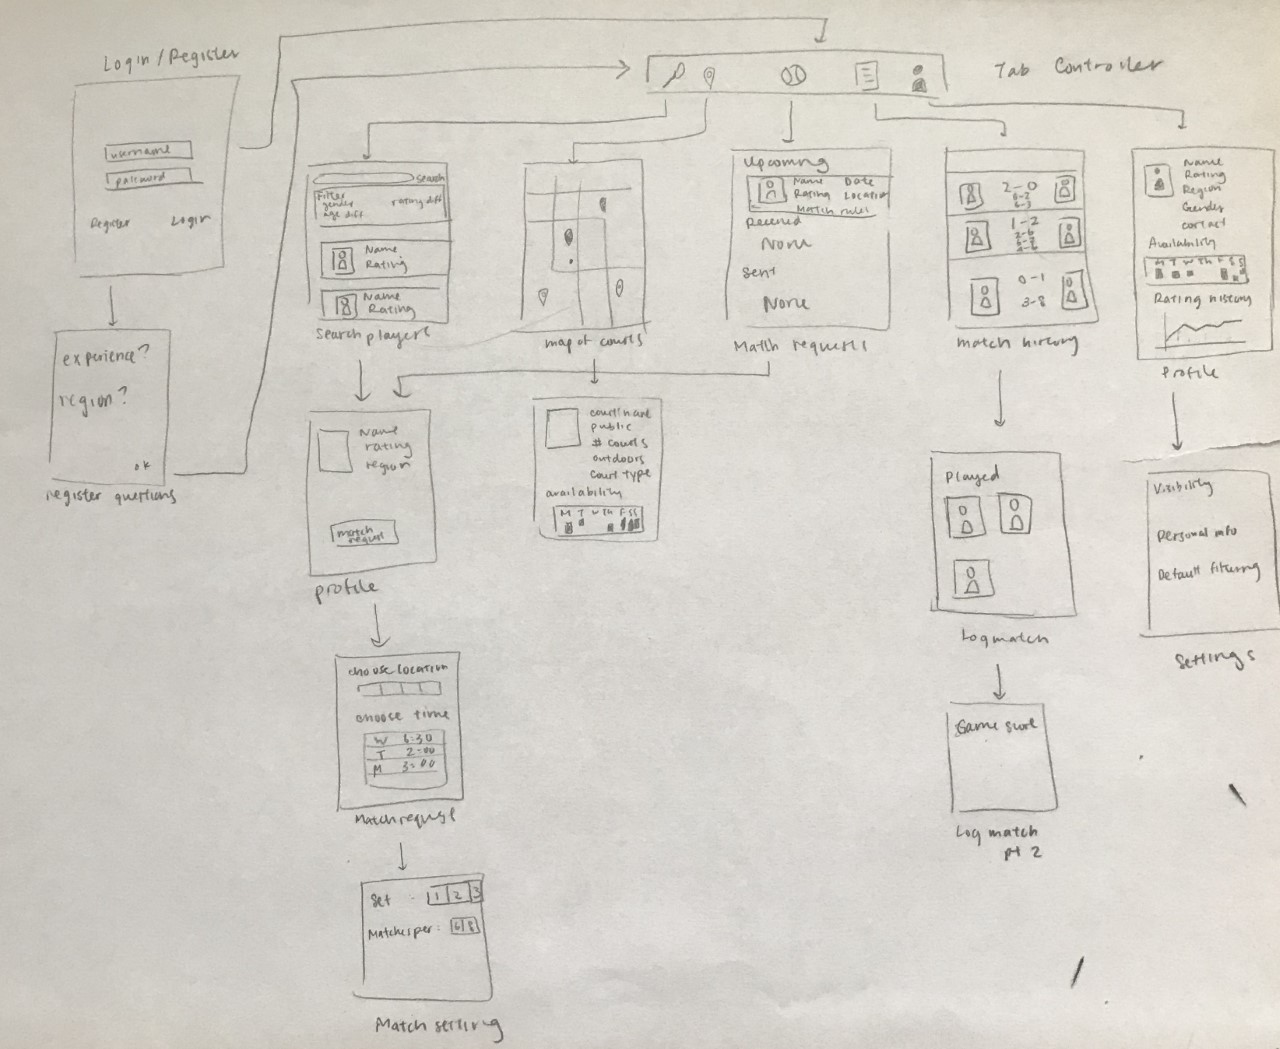 Login/Register
username
password
Register Login
experience?
region?
ok
register questions
Tab Controller
Search
Filter
gender
age diff
rating diff
Name
Rating
Name
Rating
Search players
map of courts
Upcoming
Name Date
Rating Location
Match rules
Received
None
Sent
None
Match requests
2-0
6-2
6-3
1-2
2-6
0-1
3-8
match history
Name
Rating
Region
Gender
contact
Availability
M T W Th F S S
Rating history
Profile
Name
rating
region
match
request
profile
court name
public
# courts
outdoors
court type
availability
M T W Th F S S
Played
Log match
Visibility
Personal info
Default filtering
Settings
choose location
choose time
W 6:30
T 2:00
M 3:00
Match request
Game score
Log match
pt 2
Set : 1 2 3
Matches per: 6 8
Match setting